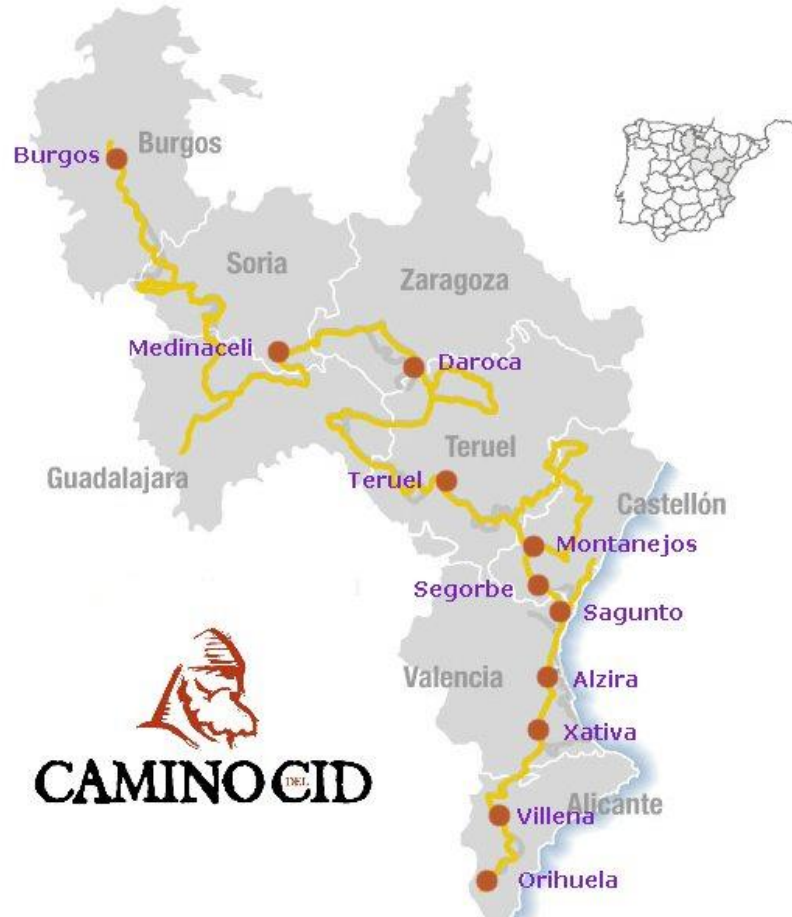 Burgos
Burgos
Soria
Zaragoza
Medinaceli
Daroca
Guadalajara
Teruel
Teruel
Castellón
Montanejos
Segorbe
Sagunto
Valencia
Alzira
Xativa
CAMINO DEL CID
Alicante
Villena
Orihuela